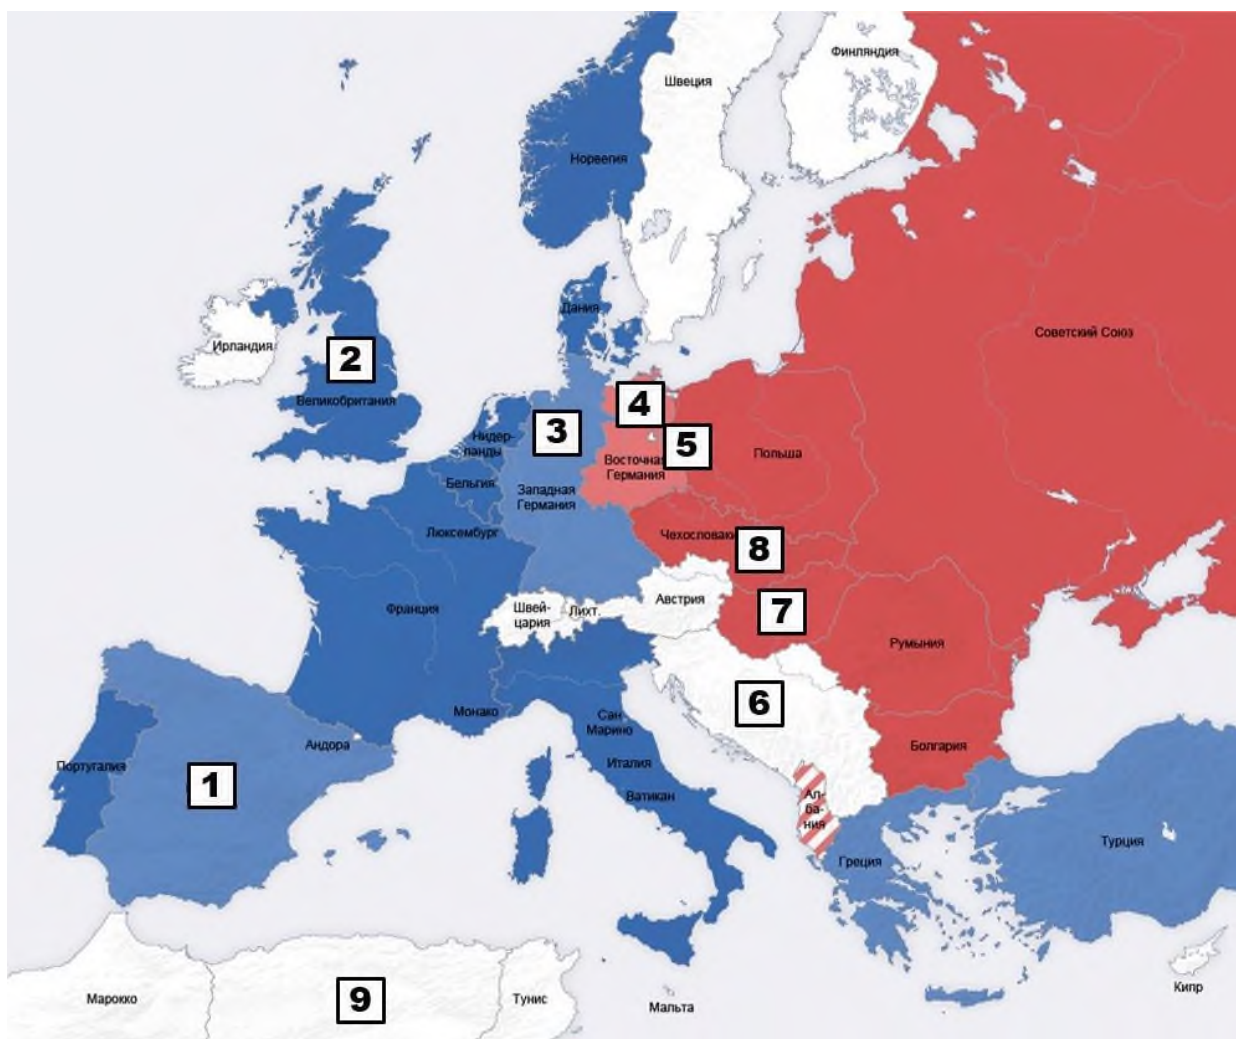 Финляндия
Швеция
Норвегия
Дания
Советский Союз
Ирландия
2
Великобритания
4
3
5
Нидер-
ланды
Польша
Восточна
Германия
Бельгия
Западная
Германия
Люксембург
Чехословаки
8
Австрия
7
Франция
Швей-
цария
Лихт.
Румыния
6
Монако
Сан
Марино
Андора
Болгария
Португалия
1
Италия
Ватикан
Ал-
ба-
ния
Греция
Турция
Марокко
9
Тунис
Мальта
Кипр